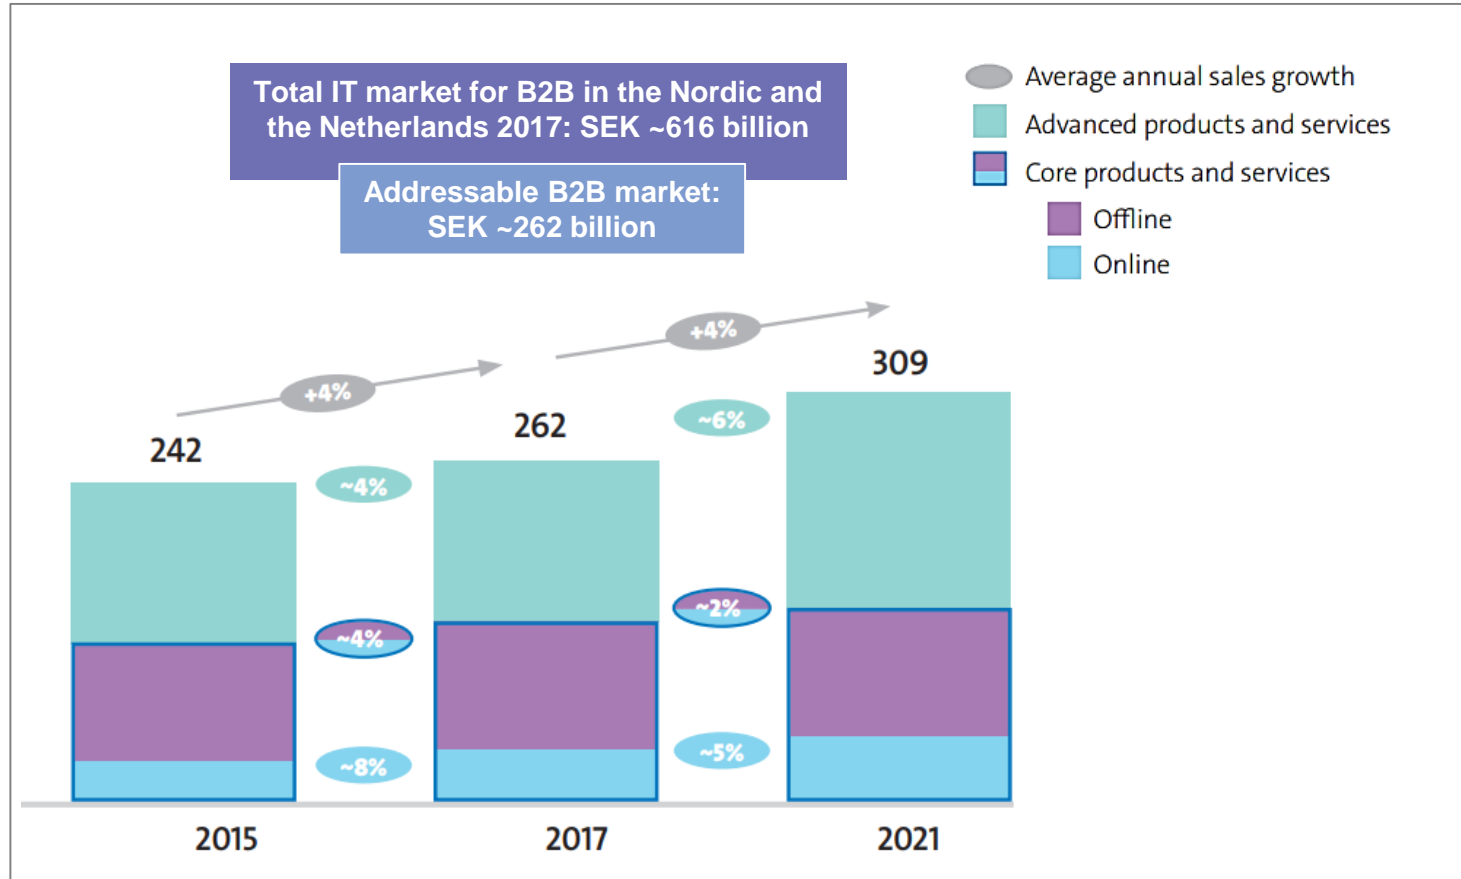 Total IT market for B2B in the Nordic and
the Netherlands 2017: SEK ~616 billion
Addressable B2B market:
SEK ~262 billion
Average annual sales growth
Advanced products and services
Core products and services
Offline
Online
+4%
+4%
242
262
309
~4%
~6%
~4%
~2%
~8%
~5%
2015
2017
2021